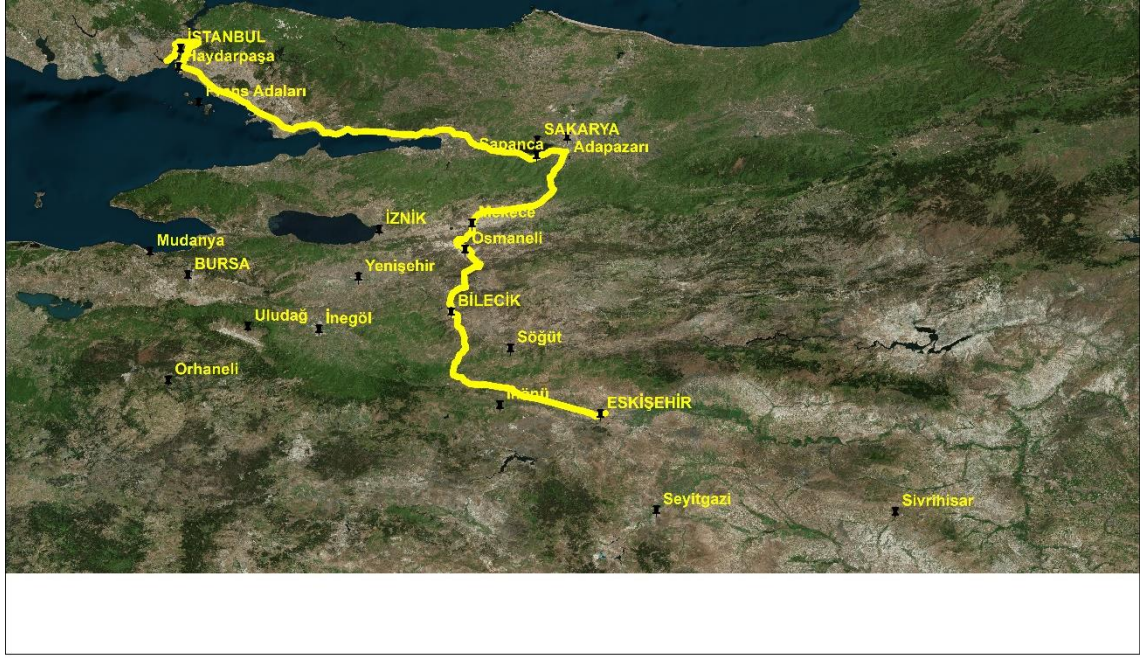 İSTANBUL
Haydarpaşa
Prens Adaları
SAKARYA
Sapanca
Adapazarı
Mekece
İZNİK
Osmaneli
Mudanya
BURSA
Yenişehir
BİLECİK
Uludağ
İnegöl
Söğüt
Orhaneli
İnönü
ESKİŞEHİR
Seyitgazi
Sivrihisar